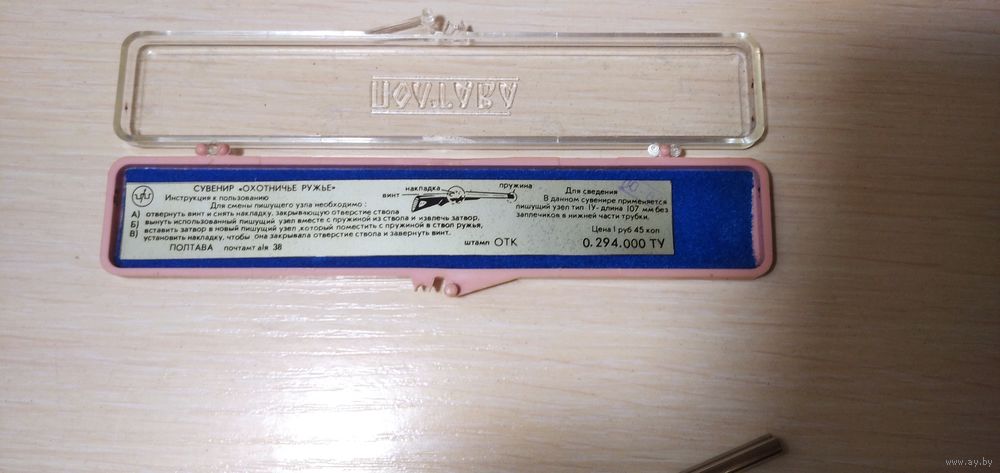 ПОЛТАВА
СУВЕНИР «ОХОТНИЧЬЕ РУЖЬЕ»
Инструкция к пользованию
Для смены пишущего узла необходимо :
А) отвернуть винт и снять накладку, закрывающую отверстие ствола
Б) вынуть использованный пишущий узел вместе с пружиной из ствола и извлечь затвор,
В) вставить затвор в новый пишущий узел ,который поместить с пружиной в ствол ружья,
установить накладку, чтобы она закрывала отверстие ствола и завернуть винт.
ПОЛТАВА почтамт а/я 38
накладка
винт
пружина
штамп ОТК
Для сведения
В данном сувенире применяется
пишущий узел тип 1У-длина 107 мм без
заплечиков в нижней части трубки.
Цена 1 руб 45 коп
0.294.000 ТУ
www.ay.by